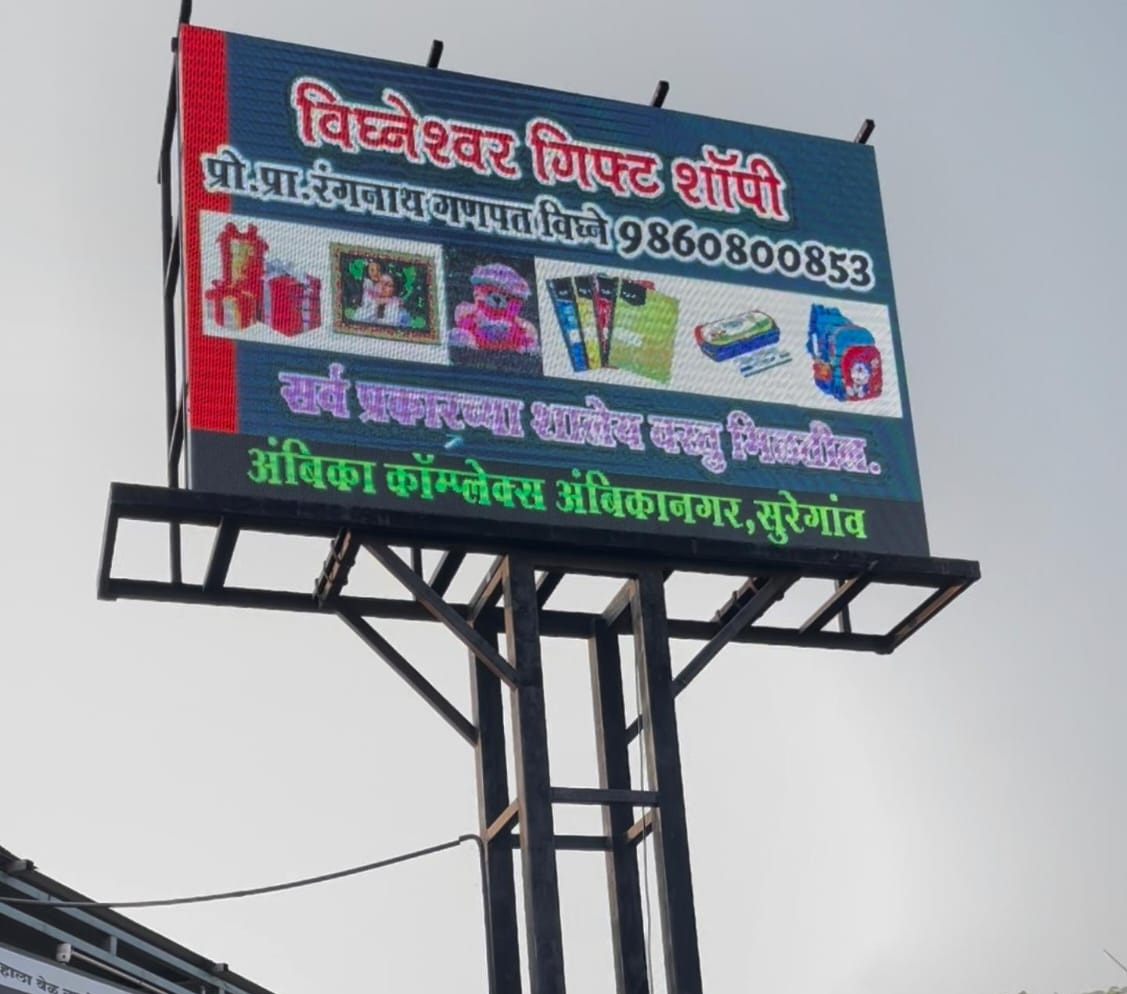 विघ्नेश्वर गिफ्ट शॉपी
प्रो.प्रा.रंगनाथ गणपत विघ्ने 9860800853
सर्व प्रकारच्या शालेय वस्तु मिळतील.
अंबिका कॉम्प्लेक्स अंबिकानगर,सुरेगांव